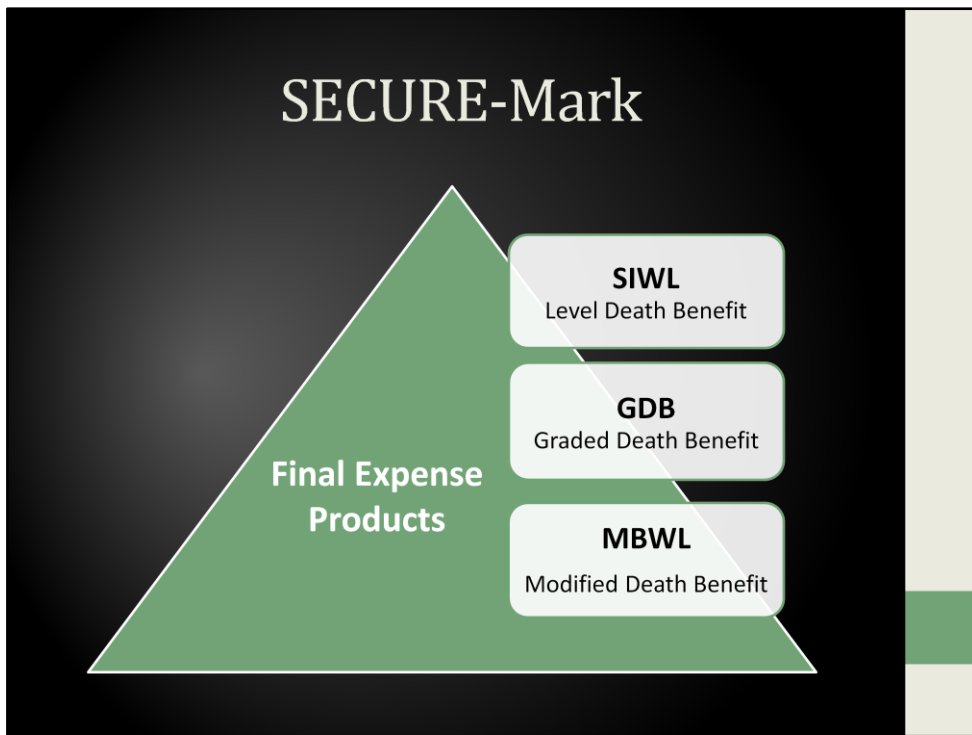 SECURE-Mark
SIWL
Level Death Benefit
GDB
Graded Death Benefit
Final Expense
Products
MBWL
Modified Death Benefit